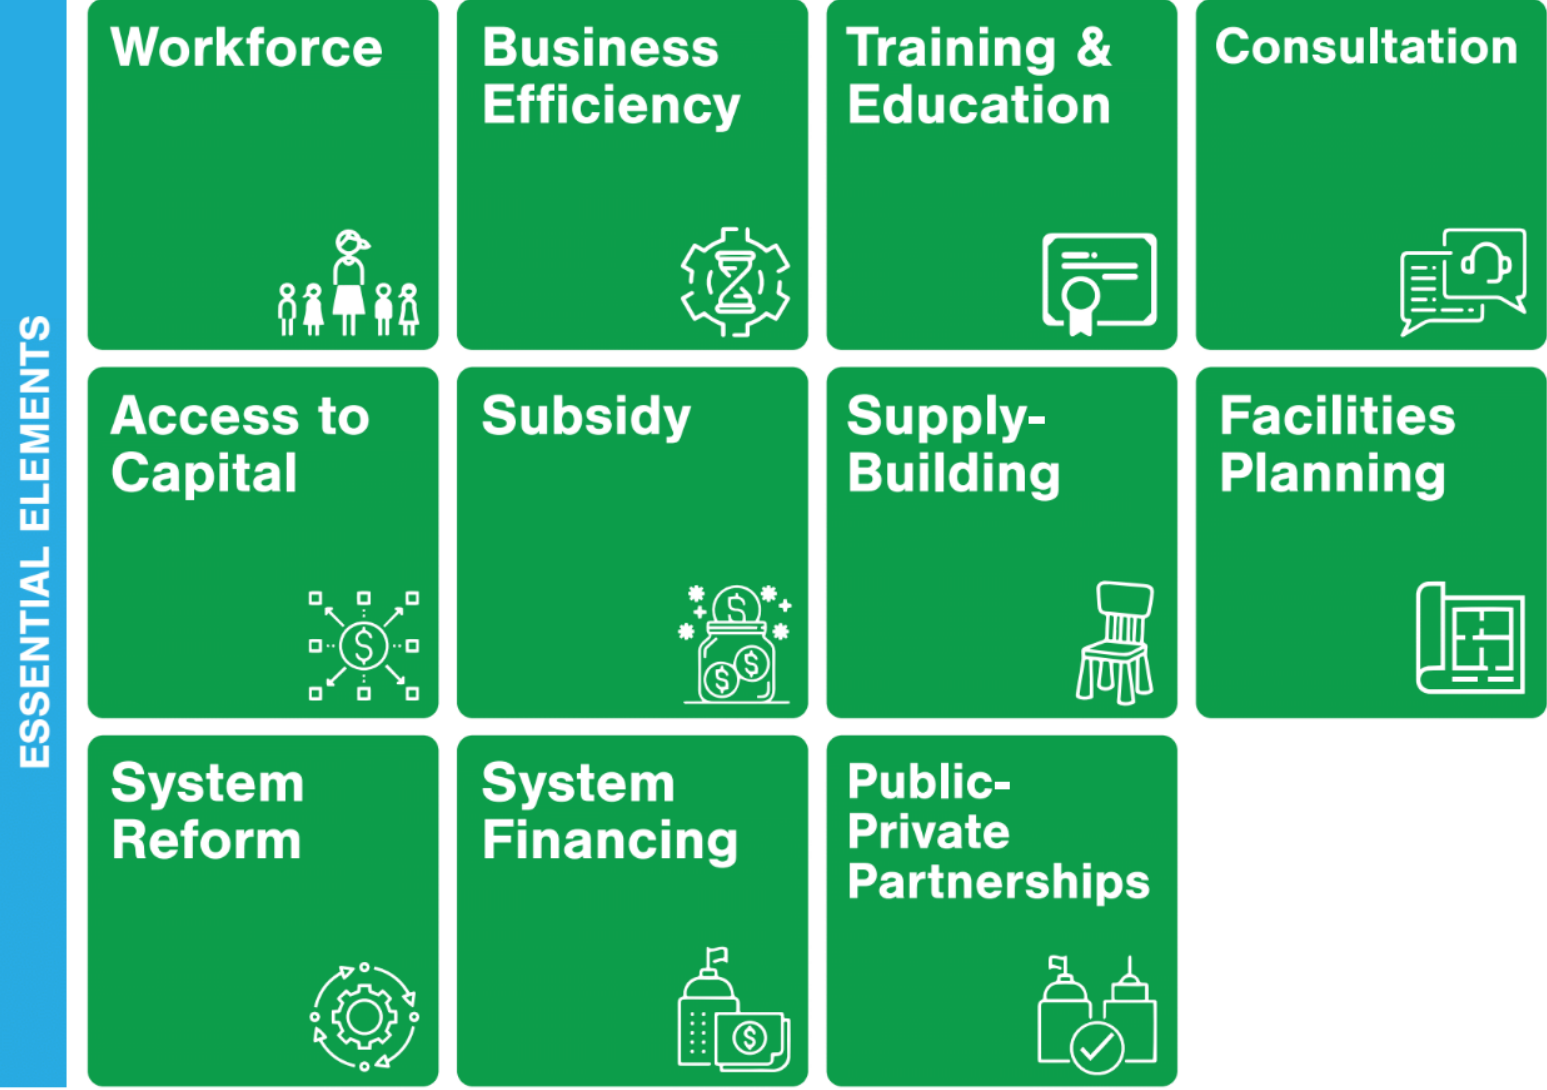 ESSENTIAL ELEMENTS
Workforce
Business
Efficiency
Training &
Education
Consultation
Access to
Capital
Subsidy
Supply-
Building
Facilities
Planning
System
Reform
System
Financing
Public-
Private
Partnerships